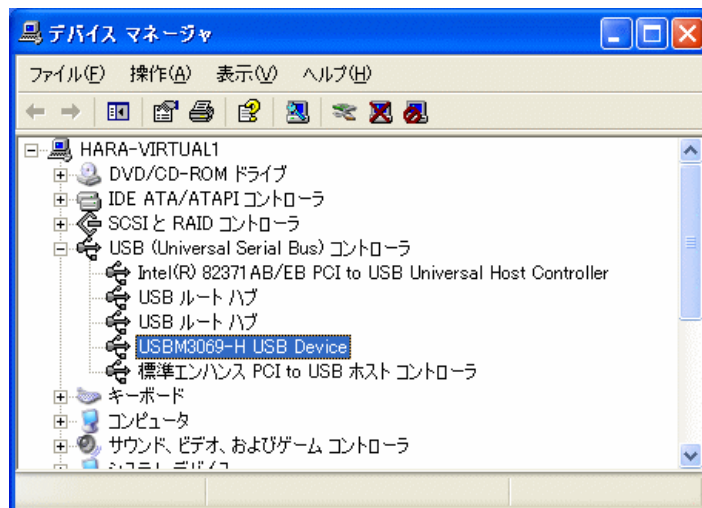 デバイス マネージャ
ファイル(F) 操作(A) 表示(V) ヘルプ(H)
HARA-VIRTUAL1
DVD/CD-ROM ドライブ
IDE ATA/ATAPI コントローラ
SCSI と RAID コントローラ
USB (Universal Serial Bus) コントローラ
Intel(R) 82371AB/EB PCI to USB Universal Host Controller
USB ルート ハブ
USB ルート ハブ
USBM3069-H USB Device
標準エンハンス PCI to USB ホスト コントローラ
キーボード
コンピュータ
サウンド、ビデオ、およびゲーム コントローラ